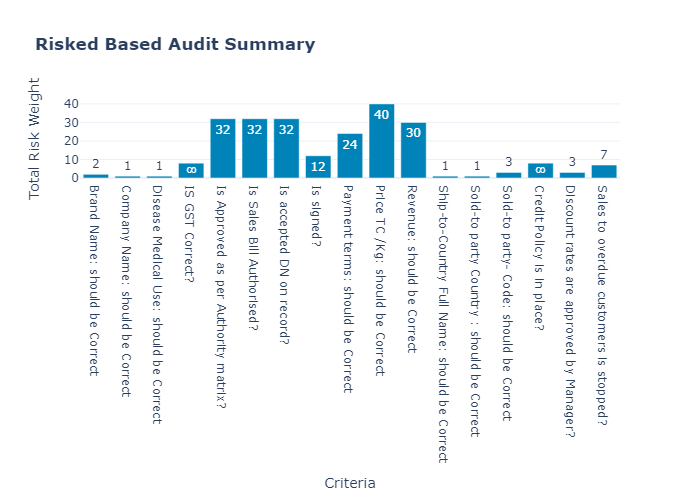 Risked Based Audit Summary
Total Risk Weight
40
30
20
10
0
2
1
1
8
32
32
32
12
24
40
30
1
1
3
8
3
7
Brand Name: should be Correct
Company Name: should be Correct
Disease Medical Use: should be Correct
IS GST Correct?
Is Approved as per Authority matrix?
Is Sales Bill Authorised?
Is accepted DN on record?
Is signed?
Payment terms: should be Correct
Price TC /Kg: should be Correct
Revenue: should be Correct
Ship-to-Country Full Name: should be Correct
Sold-to party Country : should be Correct
Sold-to party- Code: should be Correct
Credit Policy is in place?
Discount rates are approved by Manager?
Sales to overdue customers is stopped?
Criteria